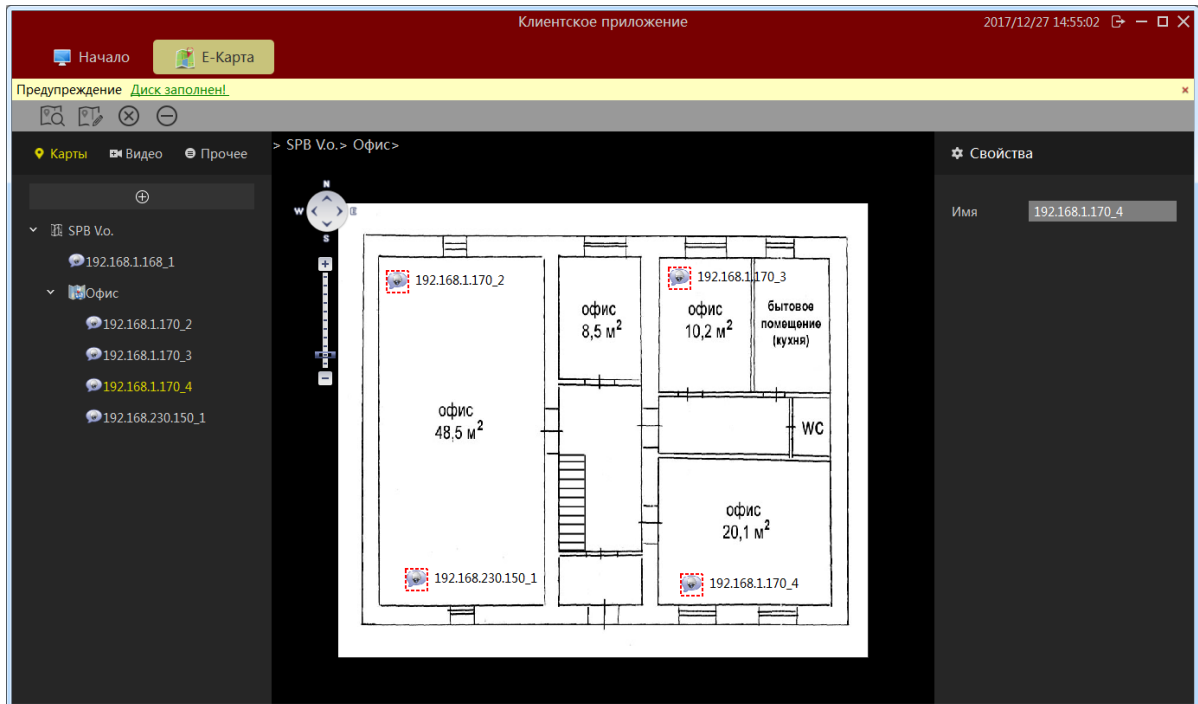 Клиентское приложение
2017/12/27 14:55:02
Начало
E-Карта
Предупреждение Диск заполнен!
Карты
Видео
Прочее
SPB V.o.
192.168.1.168_1
Офис
192.168.1.170_2
192.168.1.170_3
192.168.1.170_4
192.168.230.150_1
> SPB V.o.> Офис>
N
W
E
S
192.168.1.170_2
192.168.1.170_3
офис
8,5 м²
офис
10,2 м²
бытовое
помещение
(кухня)
офис
48,5 м²
WC
офис
20,1 м²
192.168.230.150_1
192.168.1.170_4
Свойства
Имя 192.168.1.170_4